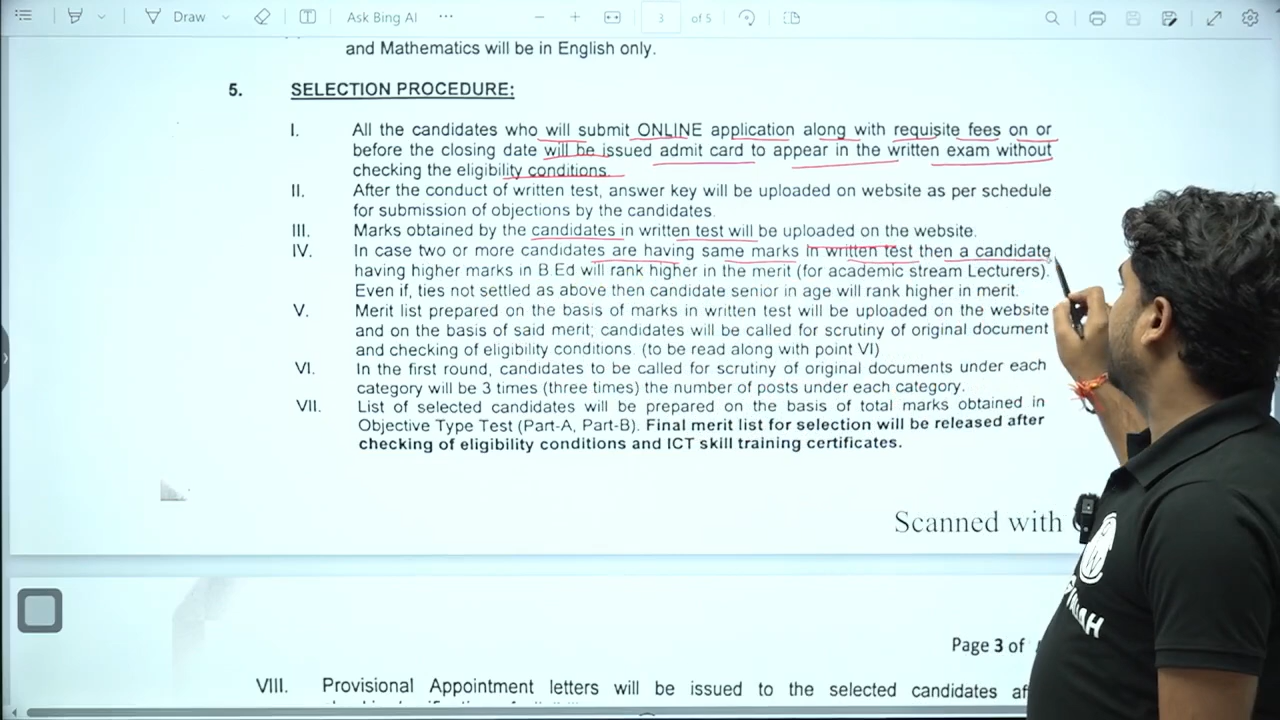 Draw
Ask Bing AI
3
of 5
and Mathematics will be in English only.
5. SELECTION PROCEDURE:
I. All the candidates who will submit ONLINE application along with requisite fees on or
before the closing date will be issued admit card to appear in the written exam without
checking the eligibility conditions.
II. After the conduct of written test, answer key will be uploaded on website as per schedule
for submission of objections by the candidates.
III. Marks obtained by the candidates in written test will be uploaded on the website.
IV. In case two or more candidates are having same marks in written test then a candidate
having higher marks in B.Ed will rank higher in the merit (for academic stream Lecturers).
Even if, ties not settled as above then candidate senior in age will rank higher in merit.
V. Merit list prepared on the basis of marks in written test will be uploaded on the website
and on the basis of said merit; candidates will be called for scrutiny of original document
and checking of eligibility conditions. (to be read along with point VI)
VI. In the first round, candidates to be called for scrutiny of original documents under each
category will be 3 times (three times) the number of posts under each category.
VII. List of selected candidates will be prepared on the basis of total marks obtained in
Objective Type Test (Part-A, Part-B). Final merit list for selection will be released after
checking of eligibility conditions and ICT skill training certificates.
Scanned with
Page 3 of
VIII. Provisional Appointment letters will be issued to the selected candidates